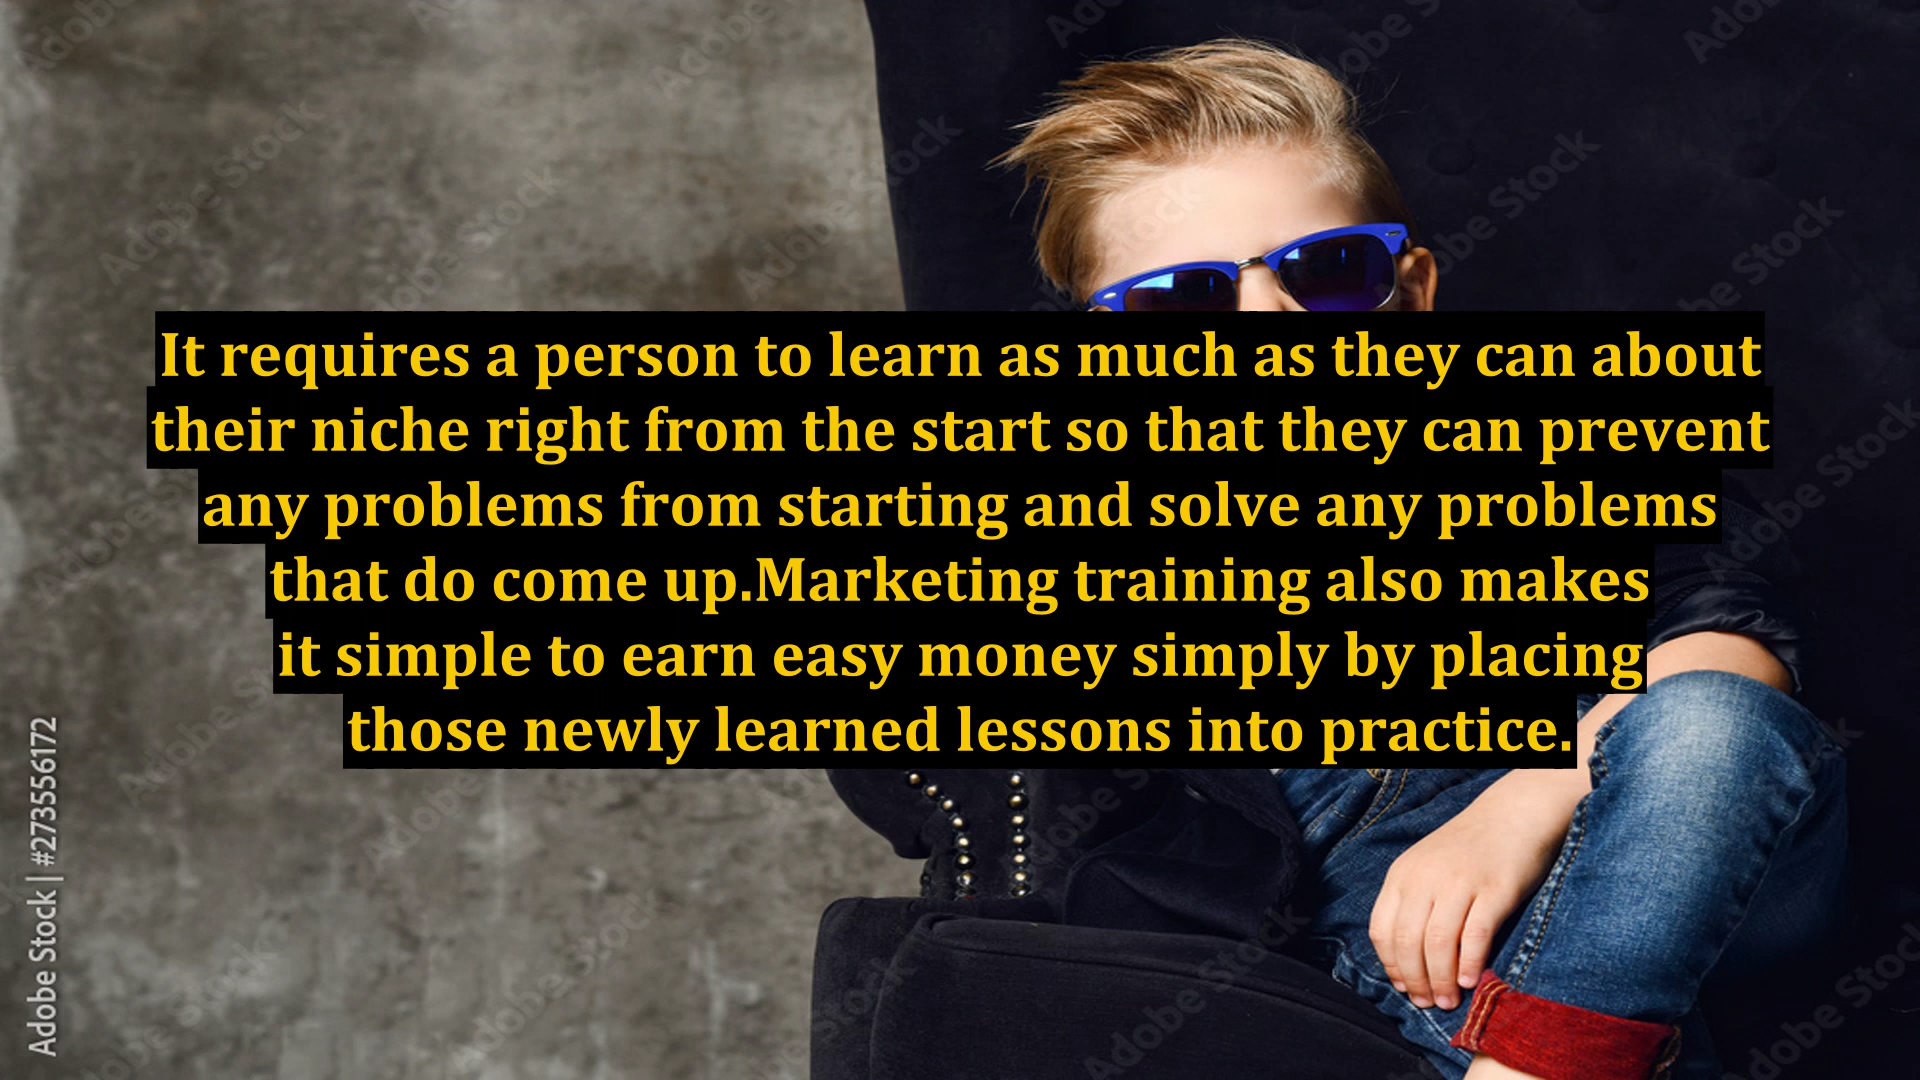 It requires a person to learn as much as they can about
their niche right from the start so that they can prevent
any problems from starting and solve any problems
that do come up.Marketing training also makes
it simple to earn easy money simply by placing
those newly learned lessons into practice.
Adobe Stock | #273556172
Adobe Stock